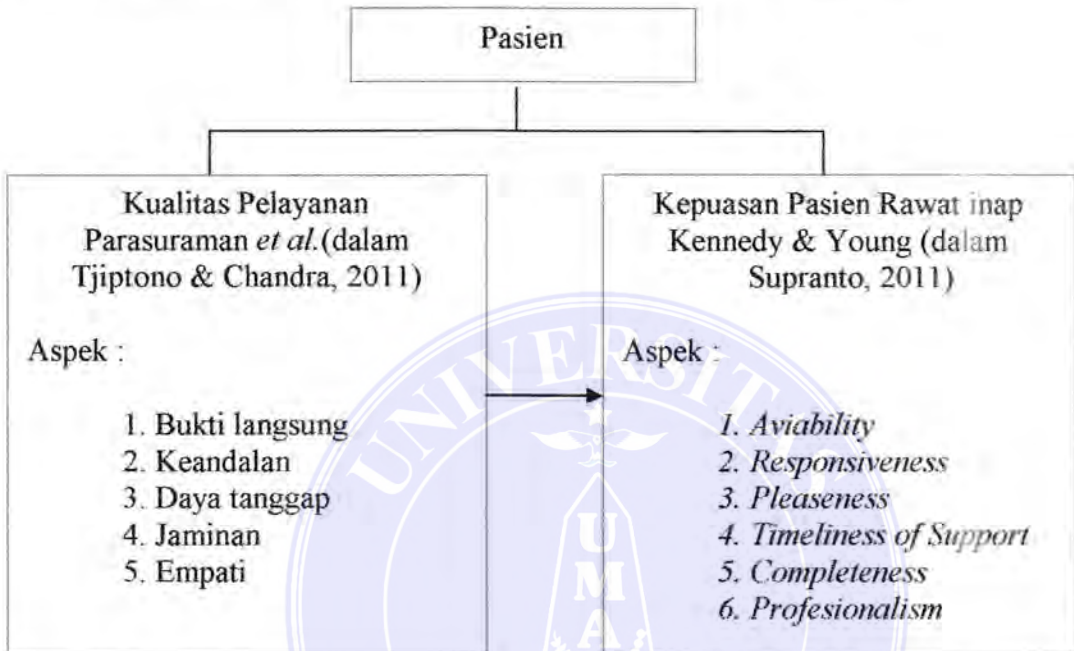 Pasien
Kualitas Pelayanan
Parasuraman et al.(dalam
Tjiptono & Chandra, 2011)
Aspek :
1. Bukti langsung
2. Keandalan
3. Daya tanggap
4. Jaminan
5. Empati
Kepuasan Pasien Rawat inap
Kennedy & Young (dalam
Supranto, 2011)
Aspek :
1. Aviability
2. Responsiveness
3. Pleaseness
4. Timeliness of Support
5. Completeness
6. Profesionalism
UNIVERSITAS
UMA